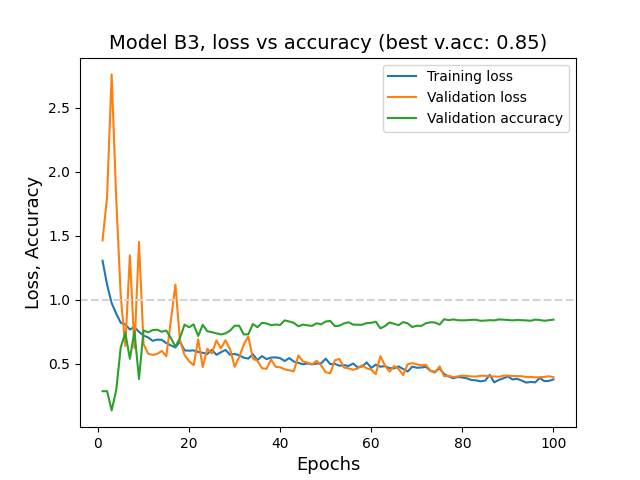 Model B3, loss vs accuracy (best v.acc: 0.85)
Training loss
Validation loss
Validation accuracy
Loss, Accuracy
2.5
2.0
1.5
1.0
0.5
0 20 40 60 80 100
Epochs